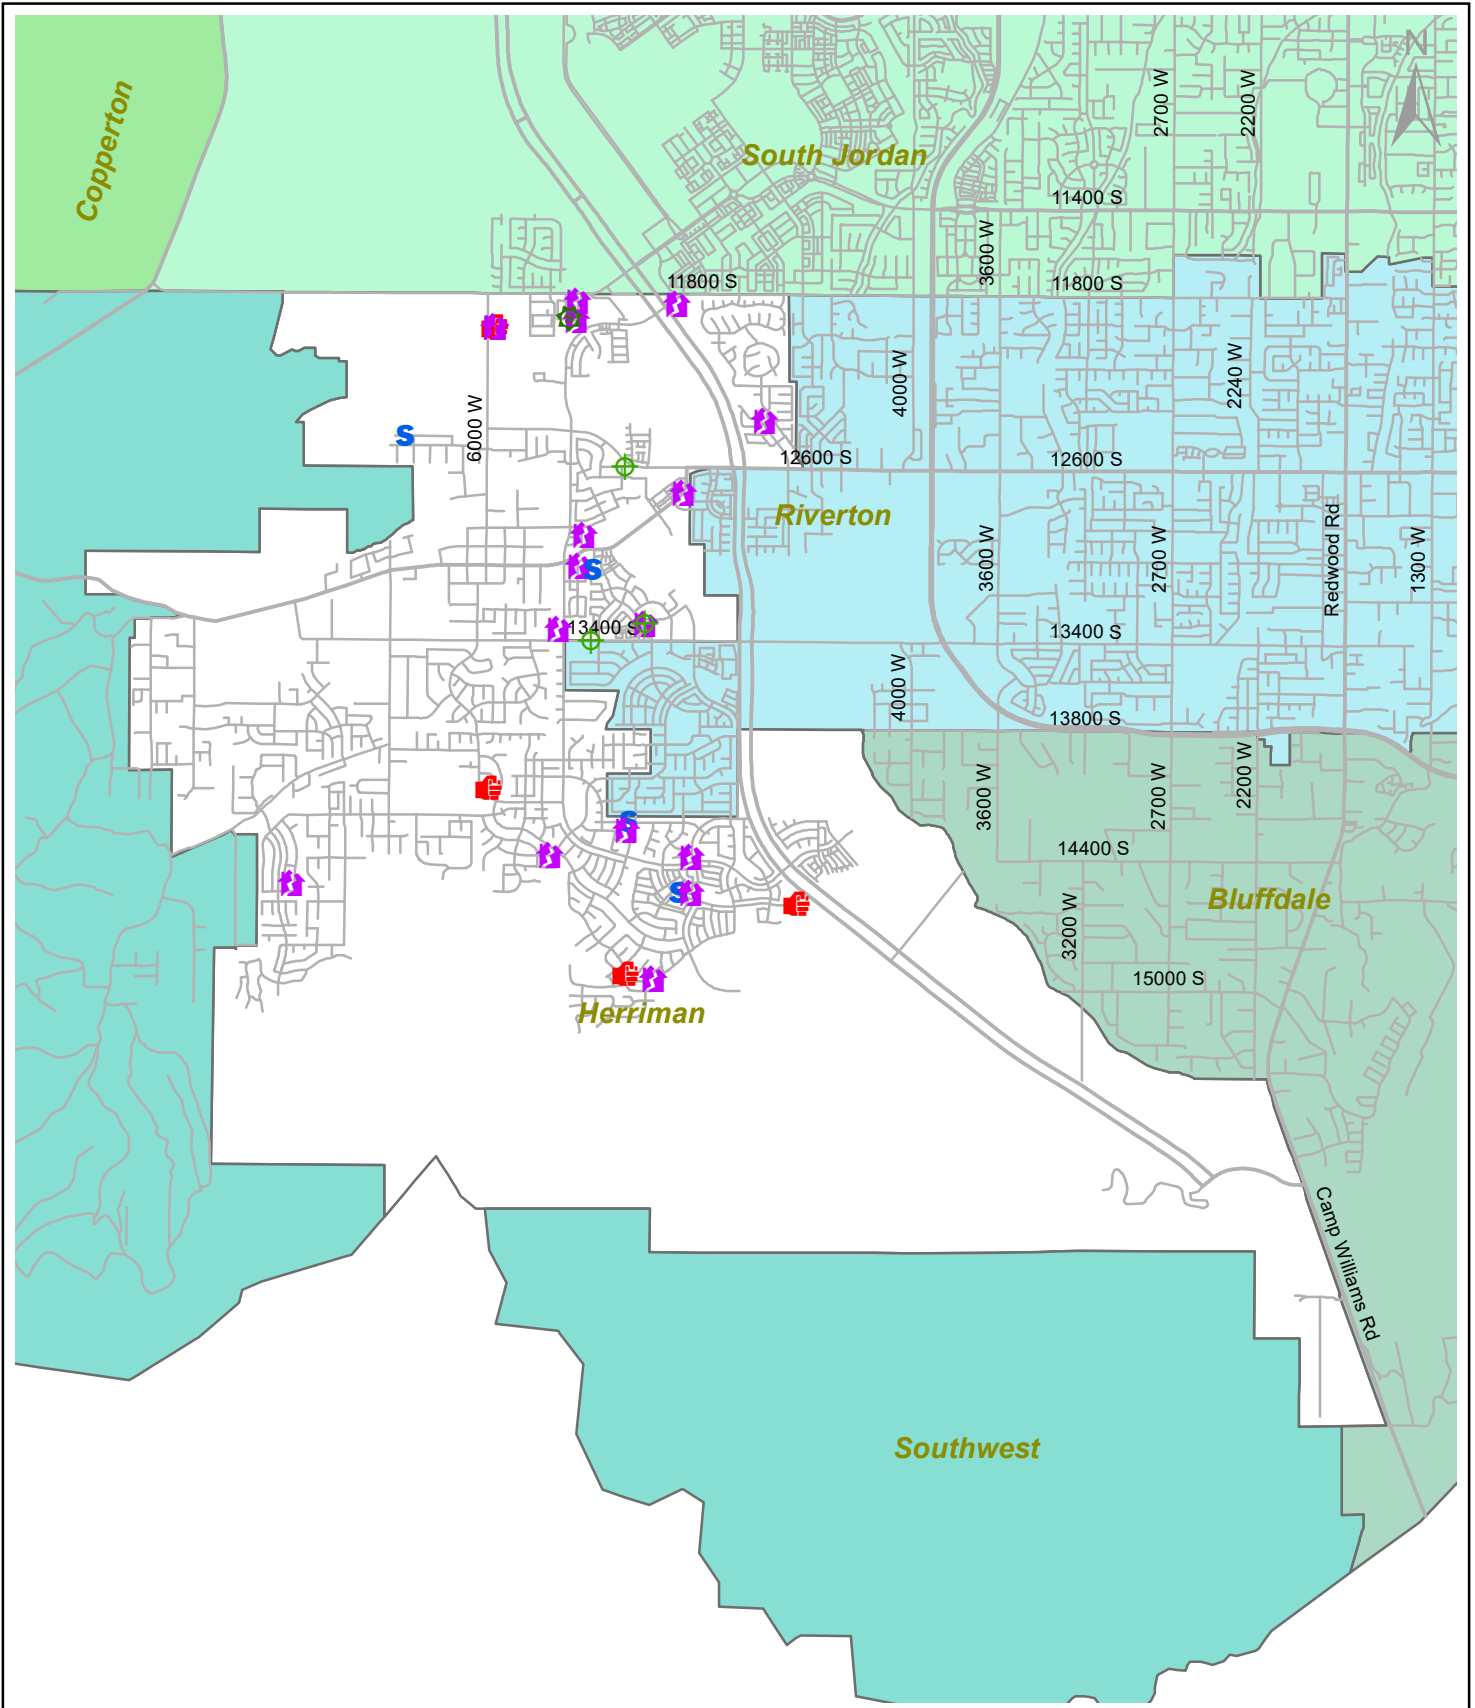 N
Copperton
2700 W
2200 W
South Jordan
11400 S
3600 W
11800 S
11800 S
4000 W
2240 W
6000 W
S
12600 S
12600 S
Riverton
Redwood Rd
3600 W
2700 W
1300 W
S
13400 S
13400 S
4000 W
13800 S
2200 W
3600 W
2700 W
S
14400 S
S
Bluffdale
3200 W
15000 S
Herriman
Camp Williams Rd
Southwest